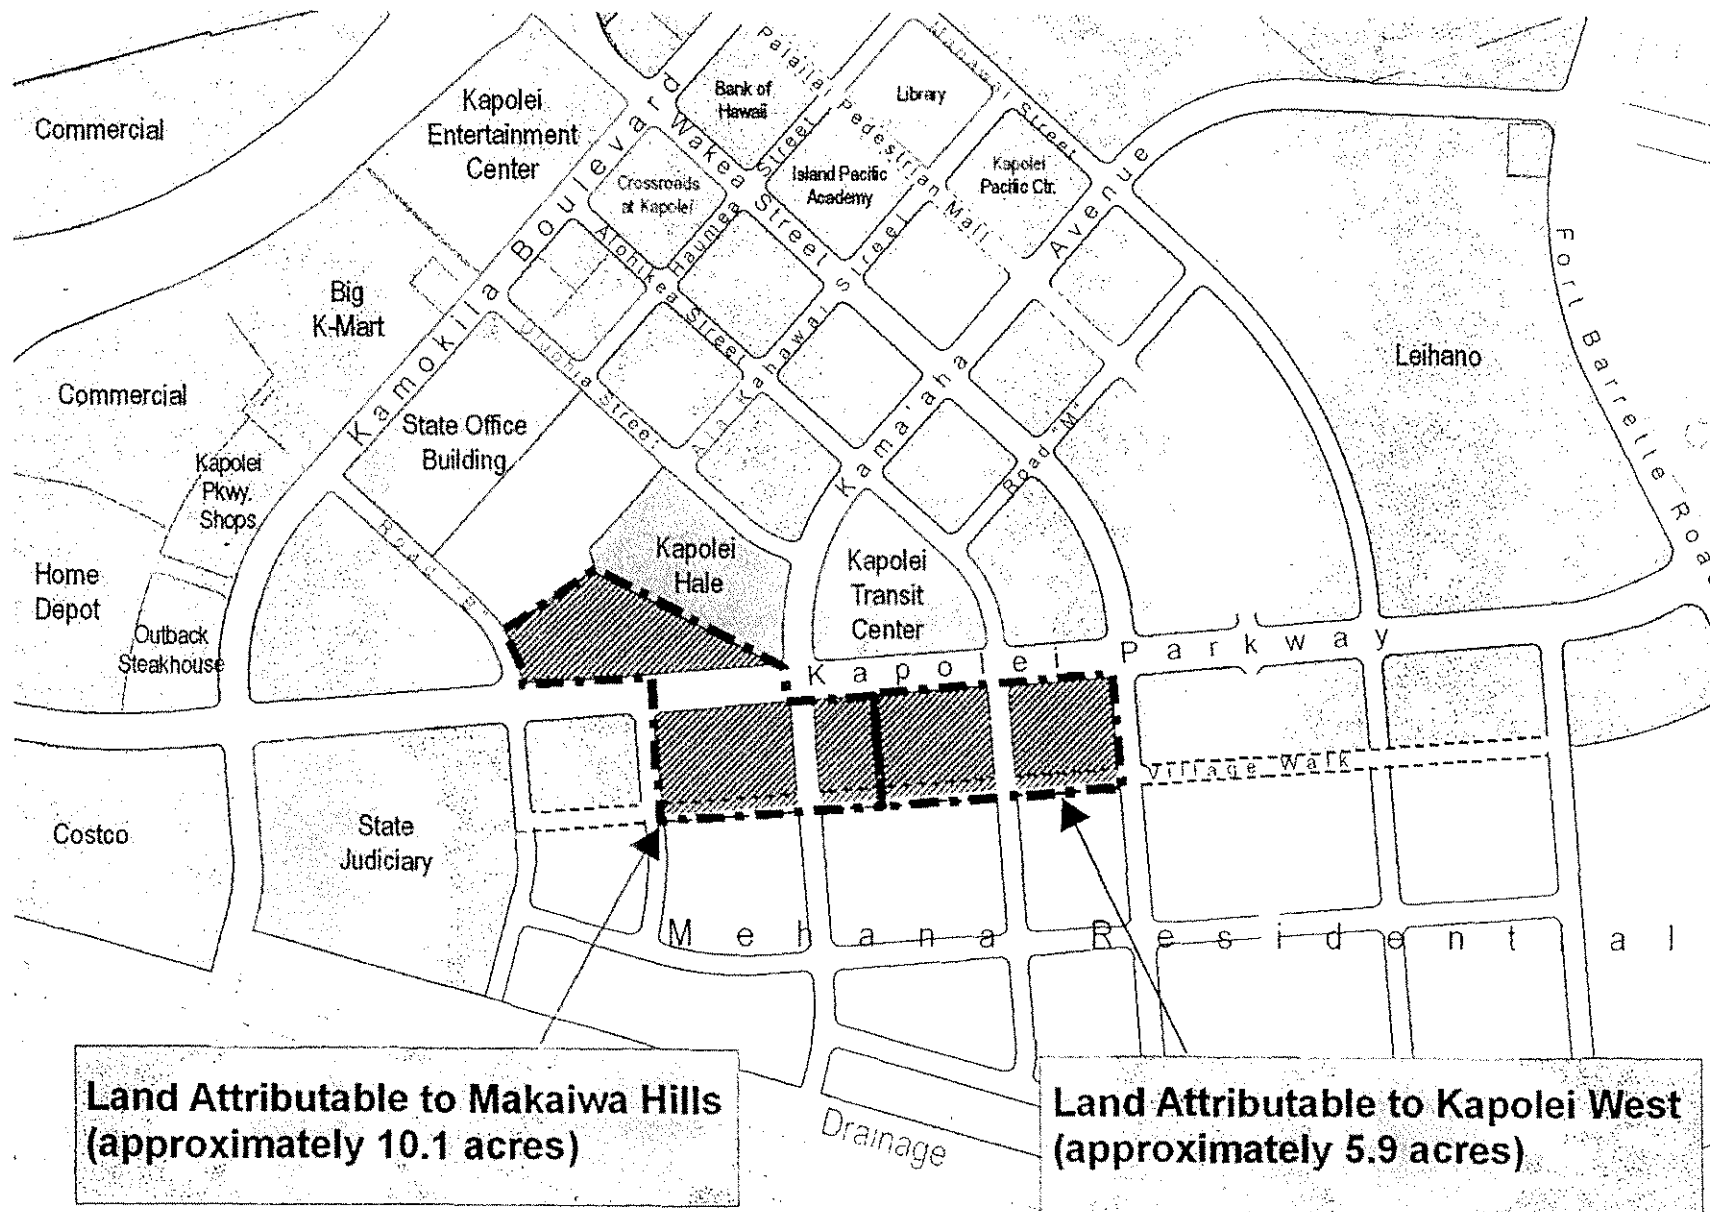 Commercial
Kapolei
Entertainment
Center
Bank of
Hawaii
Palailai Pedestrian Mall
Library
Street
Kapolei
Pacific Ctr.
Island Pacific
Academy
Crossroads
at Kapolei
Wakea Street
Haumea Street
Alohikea Street
Kamokila Boulevard
Big
K-Mart
Commercial
State Office
Building
Street
Kahawai Street
Kama'aha Avenue
Road "M"
Leihano
Fort Barrette Road
Kapolei
Pkwy.
Shops
Road
Home
Depot
Outback
Steakhouse
Kapolei
Hale
Kapolei
Transit
Center
Kapolei Parkway
Village Walk
Costco
State
Judiciary
Mehana Residential
Land Attributable to Makaiwa Hills
(approximately 10.1 acres)
Drainage
Land Attributable to Kapolei West
(approximately 5.9 acres)